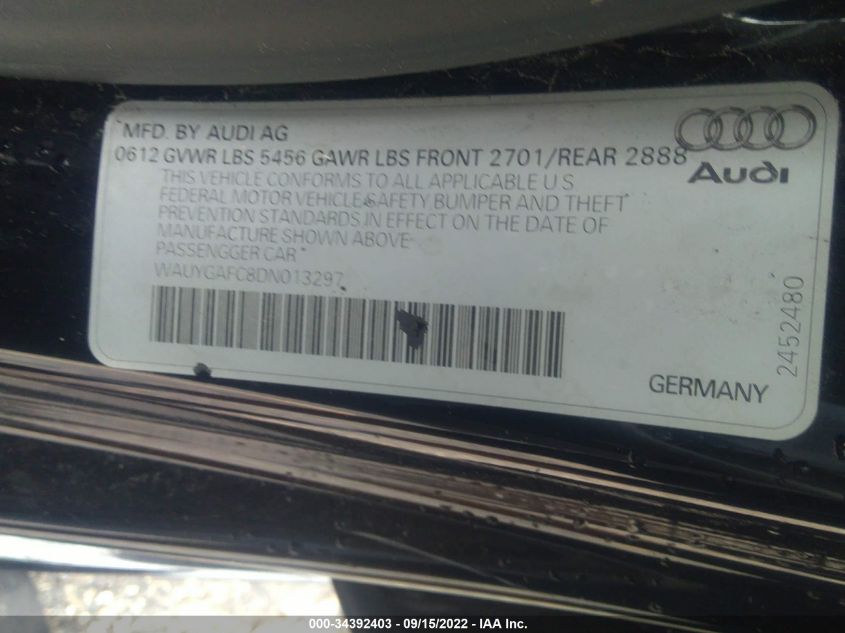 MFD. BY AUDI AG
0612 GVWR LBS 5456 GAWR LBS FRONT 2701/REAR 2888
THIS VEHICLE CONFORMS TO ALL APPLICABLE U S
FEDERAL MOTOR VEHICLE SAFETY, BUMPER AND THEFT
PREVENTION STANDARDS IN EFFECT ON THE DATE OF
MANUFACTURE SHOWN ABOVE
PASSENGGER CAR
WAUYGAFC8DN013297
Audi
2452480
GERMANY
000-34392403 - 09/15/2022 - IAA Inc.